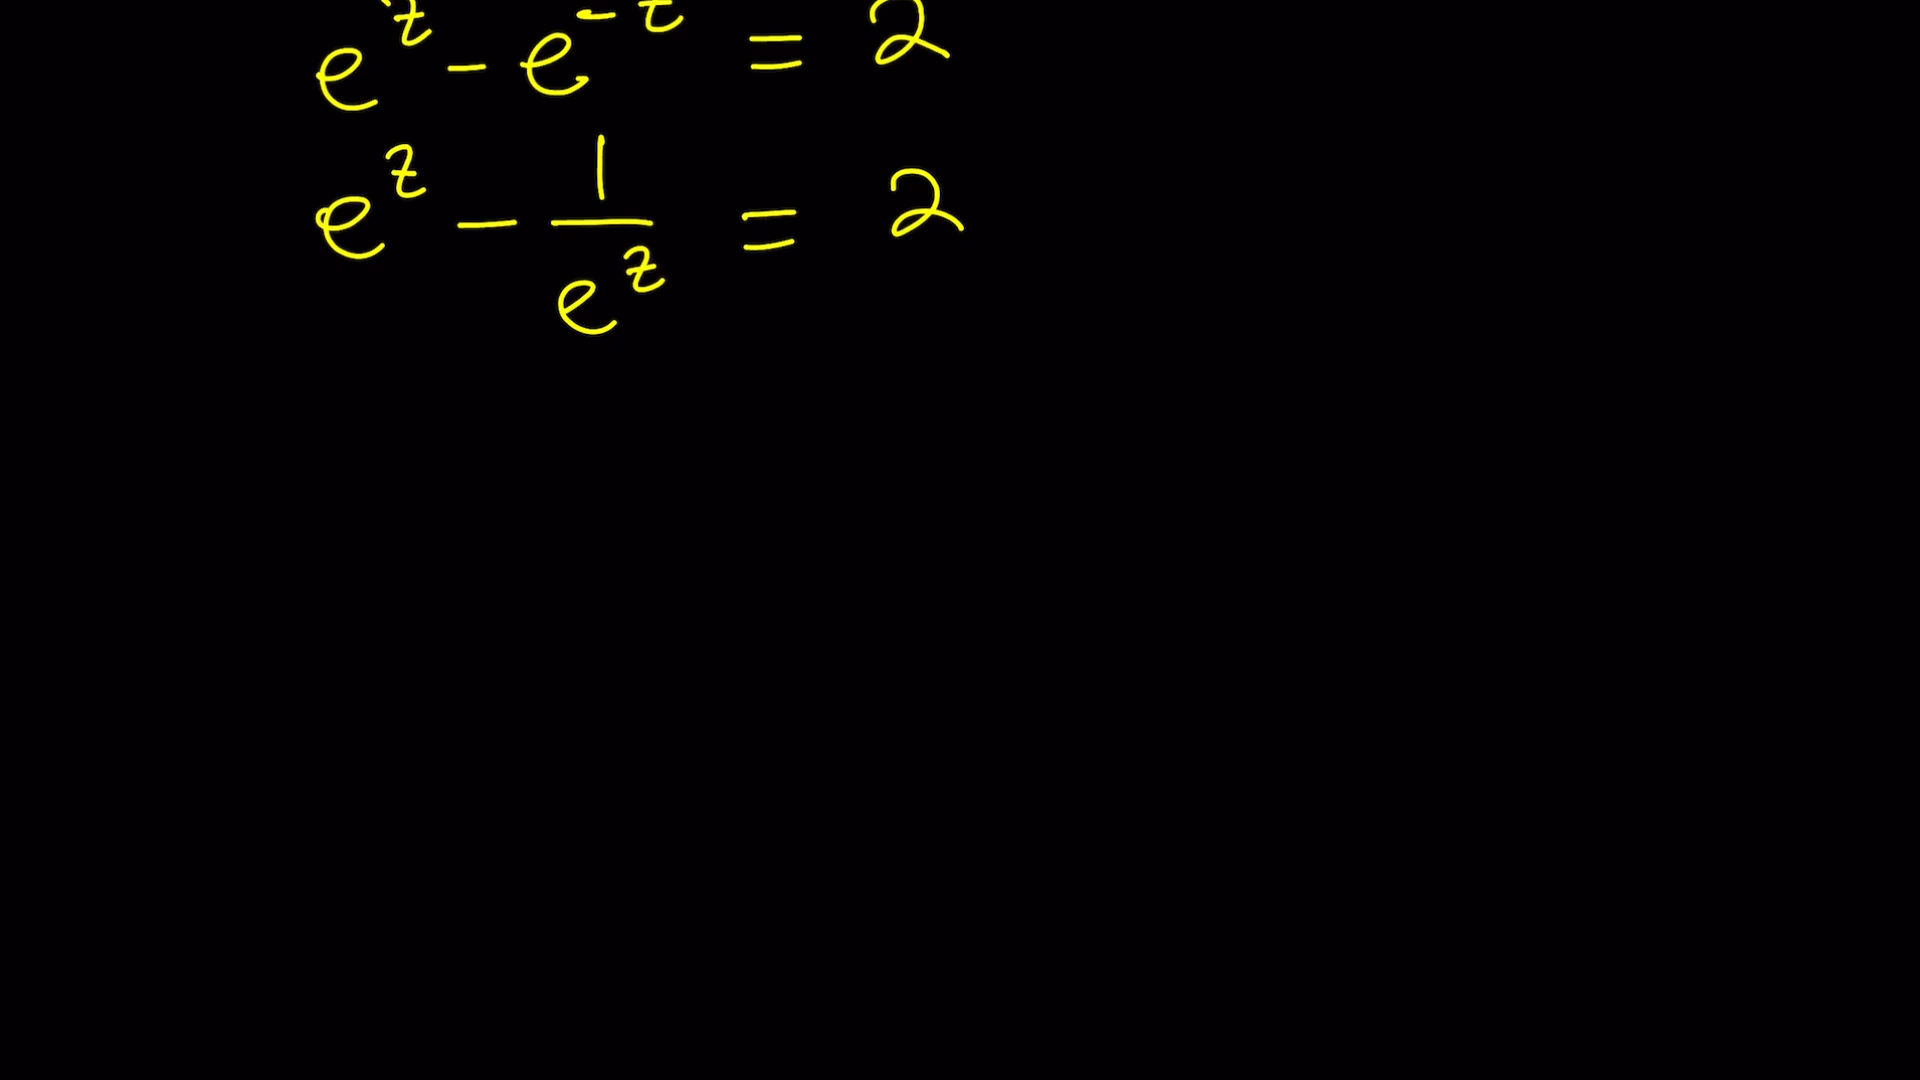 e^z - e^-z = 2
e^z - 1/e^z = 2